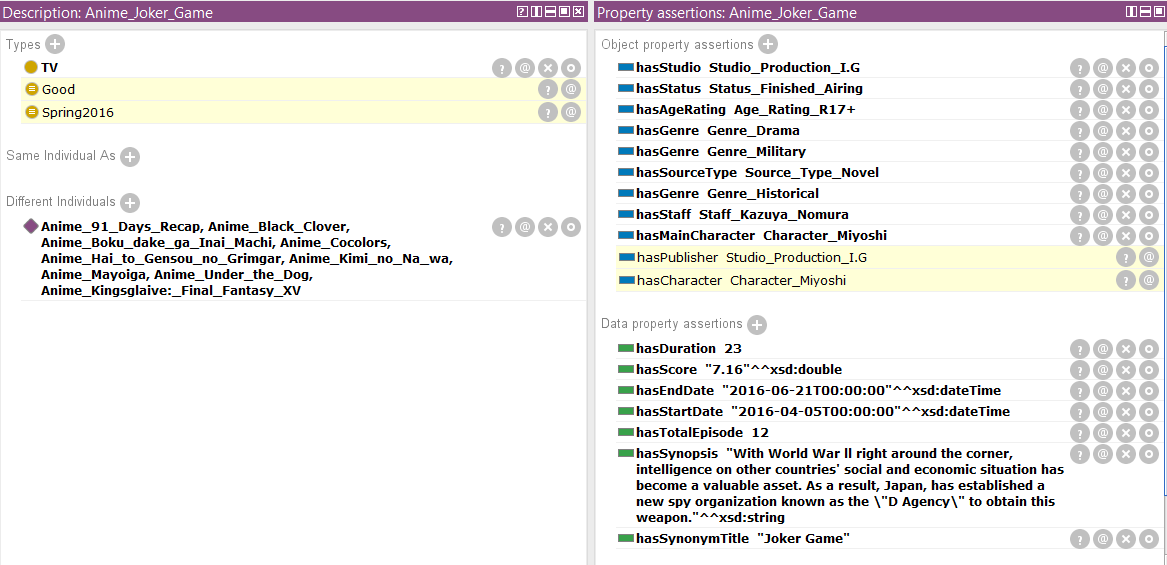 Description: Anime_Joker_Game
Types
TV
Good
Spring2016
Same Individual As
Different Individuals
Anime_91_Days_Recap, Anime_Black_Clover,
Anime_Boku_dake_ga_Inai_Machi, Anime_Cocolors,
Anime_Hai_to_Gensou_no_Grimgar, Anime_Kimi_no_Na_wa,
Anime_Mayoiga, Anime_Under_the_Dog,
Anime_Kingsglaive:_Final_Fantasy_XV
Property assertions: Anime_Joker_Game
Object property assertions
hasStudio Studio_Production_I.G
hasStatus Status_Finished_Airing
hasAgeRating Age_Rating_R17+
hasGenre Genre_Drama
hasGenre Genre_Military
hasSourceType Source_Type_Novel
hasGenre Genre_Historical
hasStaff Staff_Kazuya_Nomura
hasMainCharacter Character_Miyoshi
hasPublisher Studio_Production_I.G
hasCharacter Character_Miyoshi
Data property assertions
hasDuration 23
hasScore "7.16"^^xsd:double
hasEndDate "2016-06-21T00:00:00"^^xsd:dateTime
hasStartDate "2016-04-05T00:00:00"^^xsd:dateTime
hasTotalEpisode 12
hasSynopsis "With World War ll right around the corner,
intelligence on other countries' social and economic situation has
become a valuable asset. As a result, Japan, has established a
new spy organization known as the \"D Agency\" to obtain this
weapon."^^xsd:string
hasSynonymTitle "Joker Game"